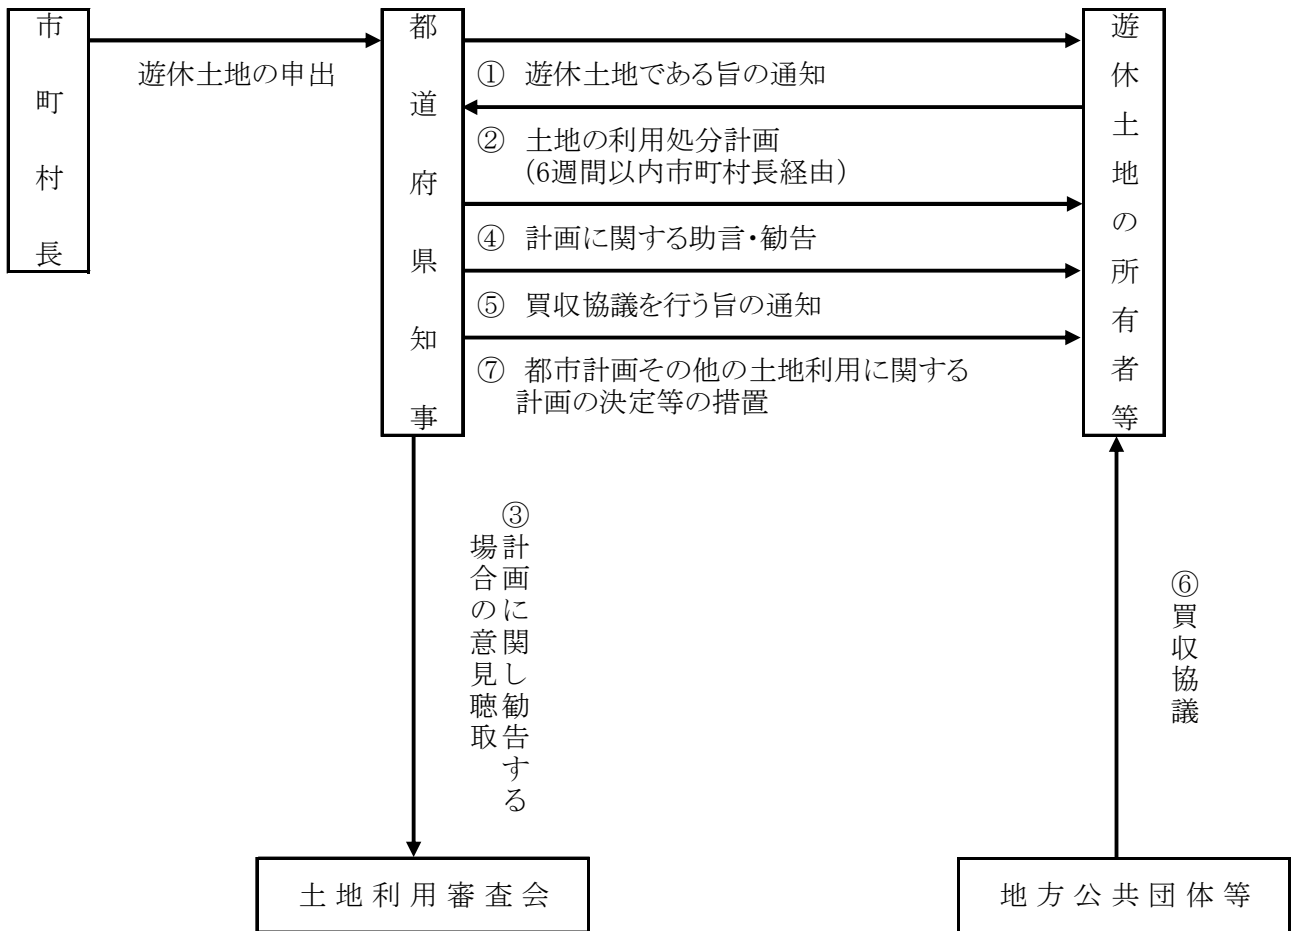 市町村長
遊休土地の申出
都道府県知事
① 遊休土地である旨の通知
② 土地の利用処分計画
(6週間以内市町村長経由)
④ 計画に関する助言・勧告
⑤ 買収協議を行う旨の通知
⑦ 都市計画その他の土地利用に関する
計画の決定等の措置
遊休土地の所有者等
③計画に関し勧告する
場合の意見聴取
⑥買収協議
土地利用審査会
地方公共団体等